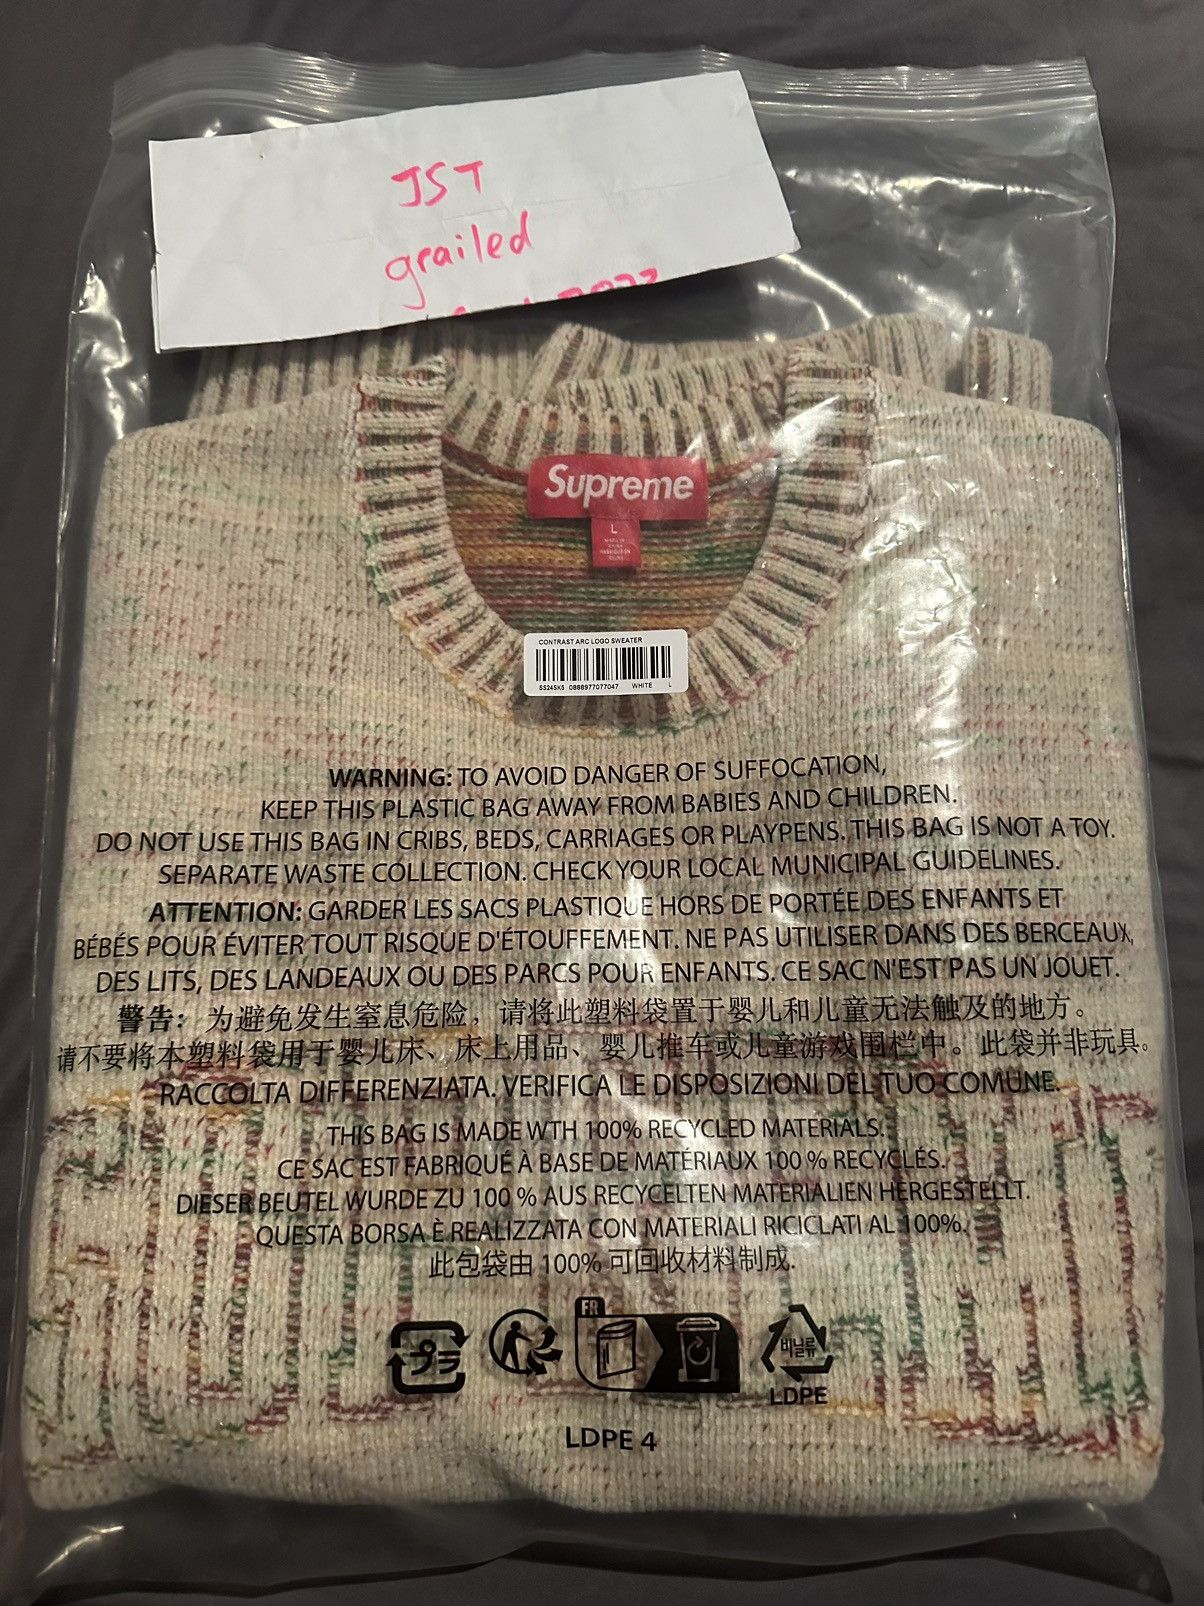 JST
grailed
Supreme
L
CONTRAST ARC LOGO SWEATER
SS24SK5 0888977077047 WHITE L
WARNING: TO AVOID DANGER OF SUFFOCATION,
KEEP THIS PLASTIC BAG AWAY FROM BABIES AND CHILDREN.
DO NOT USE THIS BAG IN CRIBS, BEDS, CARRIAGES OR PLAYPENS. THIS BAG IS NOT A TOY.
SEPARATE WASTE COLLECTION. CHECK YOUR LOCAL MUNICIPAL GUIDELINES.
ATTENTION: GARDER LES SACS PLASTIQUE HORS DE PORTÉE DES ENFANTS ET
BÉBÉS POUR ÉVITER TOUT RISQUE D'ÉTOUFFEMENT. NE PAS UTILISER DANS DES BERCEAUX,
DES LITS, DES LANDEAUX OU DES PARCS POUR ENFANTS. CE SAC N'EST PAS UN JOUET.
警告：为避免发生窒息危险，请将此塑料袋置于婴儿和儿童无法触及的地方。
请不要将本塑料袋用于婴儿床、床上用品、婴儿推车或儿童游戏围栏中。此袋并非玩具。
RACCOLTA DIFFERENZIATA. VERIFICA LE DISPOSIZIONI DEL TUO COMUNE.
THIS BAG IS MADE WTH 100% RECYCLED MATERIALS.
CE SAC EST FABRIQUÉ À BASE DE MATÉRIAUX 100 % RECYCLÉS.
DIESER BEUTEL WURDE ZU 100 % AUS RECYCELTEN MATERIALIEN HERGESTELLT.
QUESTA BORSA È REALIZZATA CON MATERIALI RICICLATI AL 100%.
此包袋由 100% 可回收材料制成.
FR
プラ
비닐류
LDPE
LDPE 4